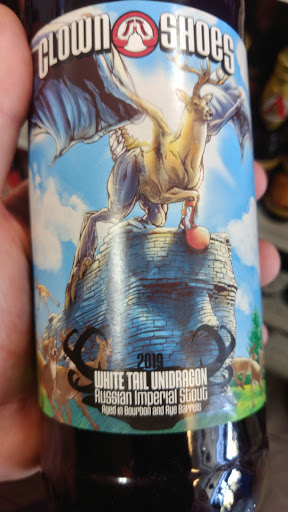 CLOWN SHOES
2019
WHITE TAIL UNIDRAGON
Russian Imperial Stout
Aged in Bourbon and Rye Barrels